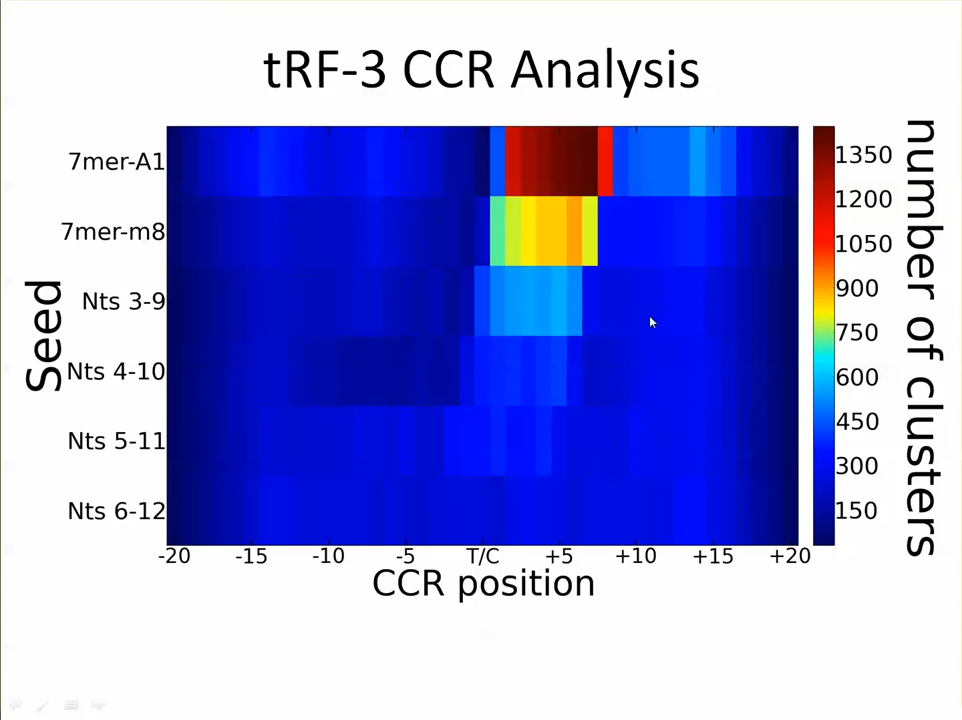 tRF-3 CCR Analysis
7mer-A1
7mer-m8
Nts 3-9
Nts 4-10
Nts 5-11
Nts 6-12
Seed
-20 -15 -10 -5 T/C +5 +10 +15 +20
CCR position
1350
1200
1050
900
750
600
450
300
150
number of clusters